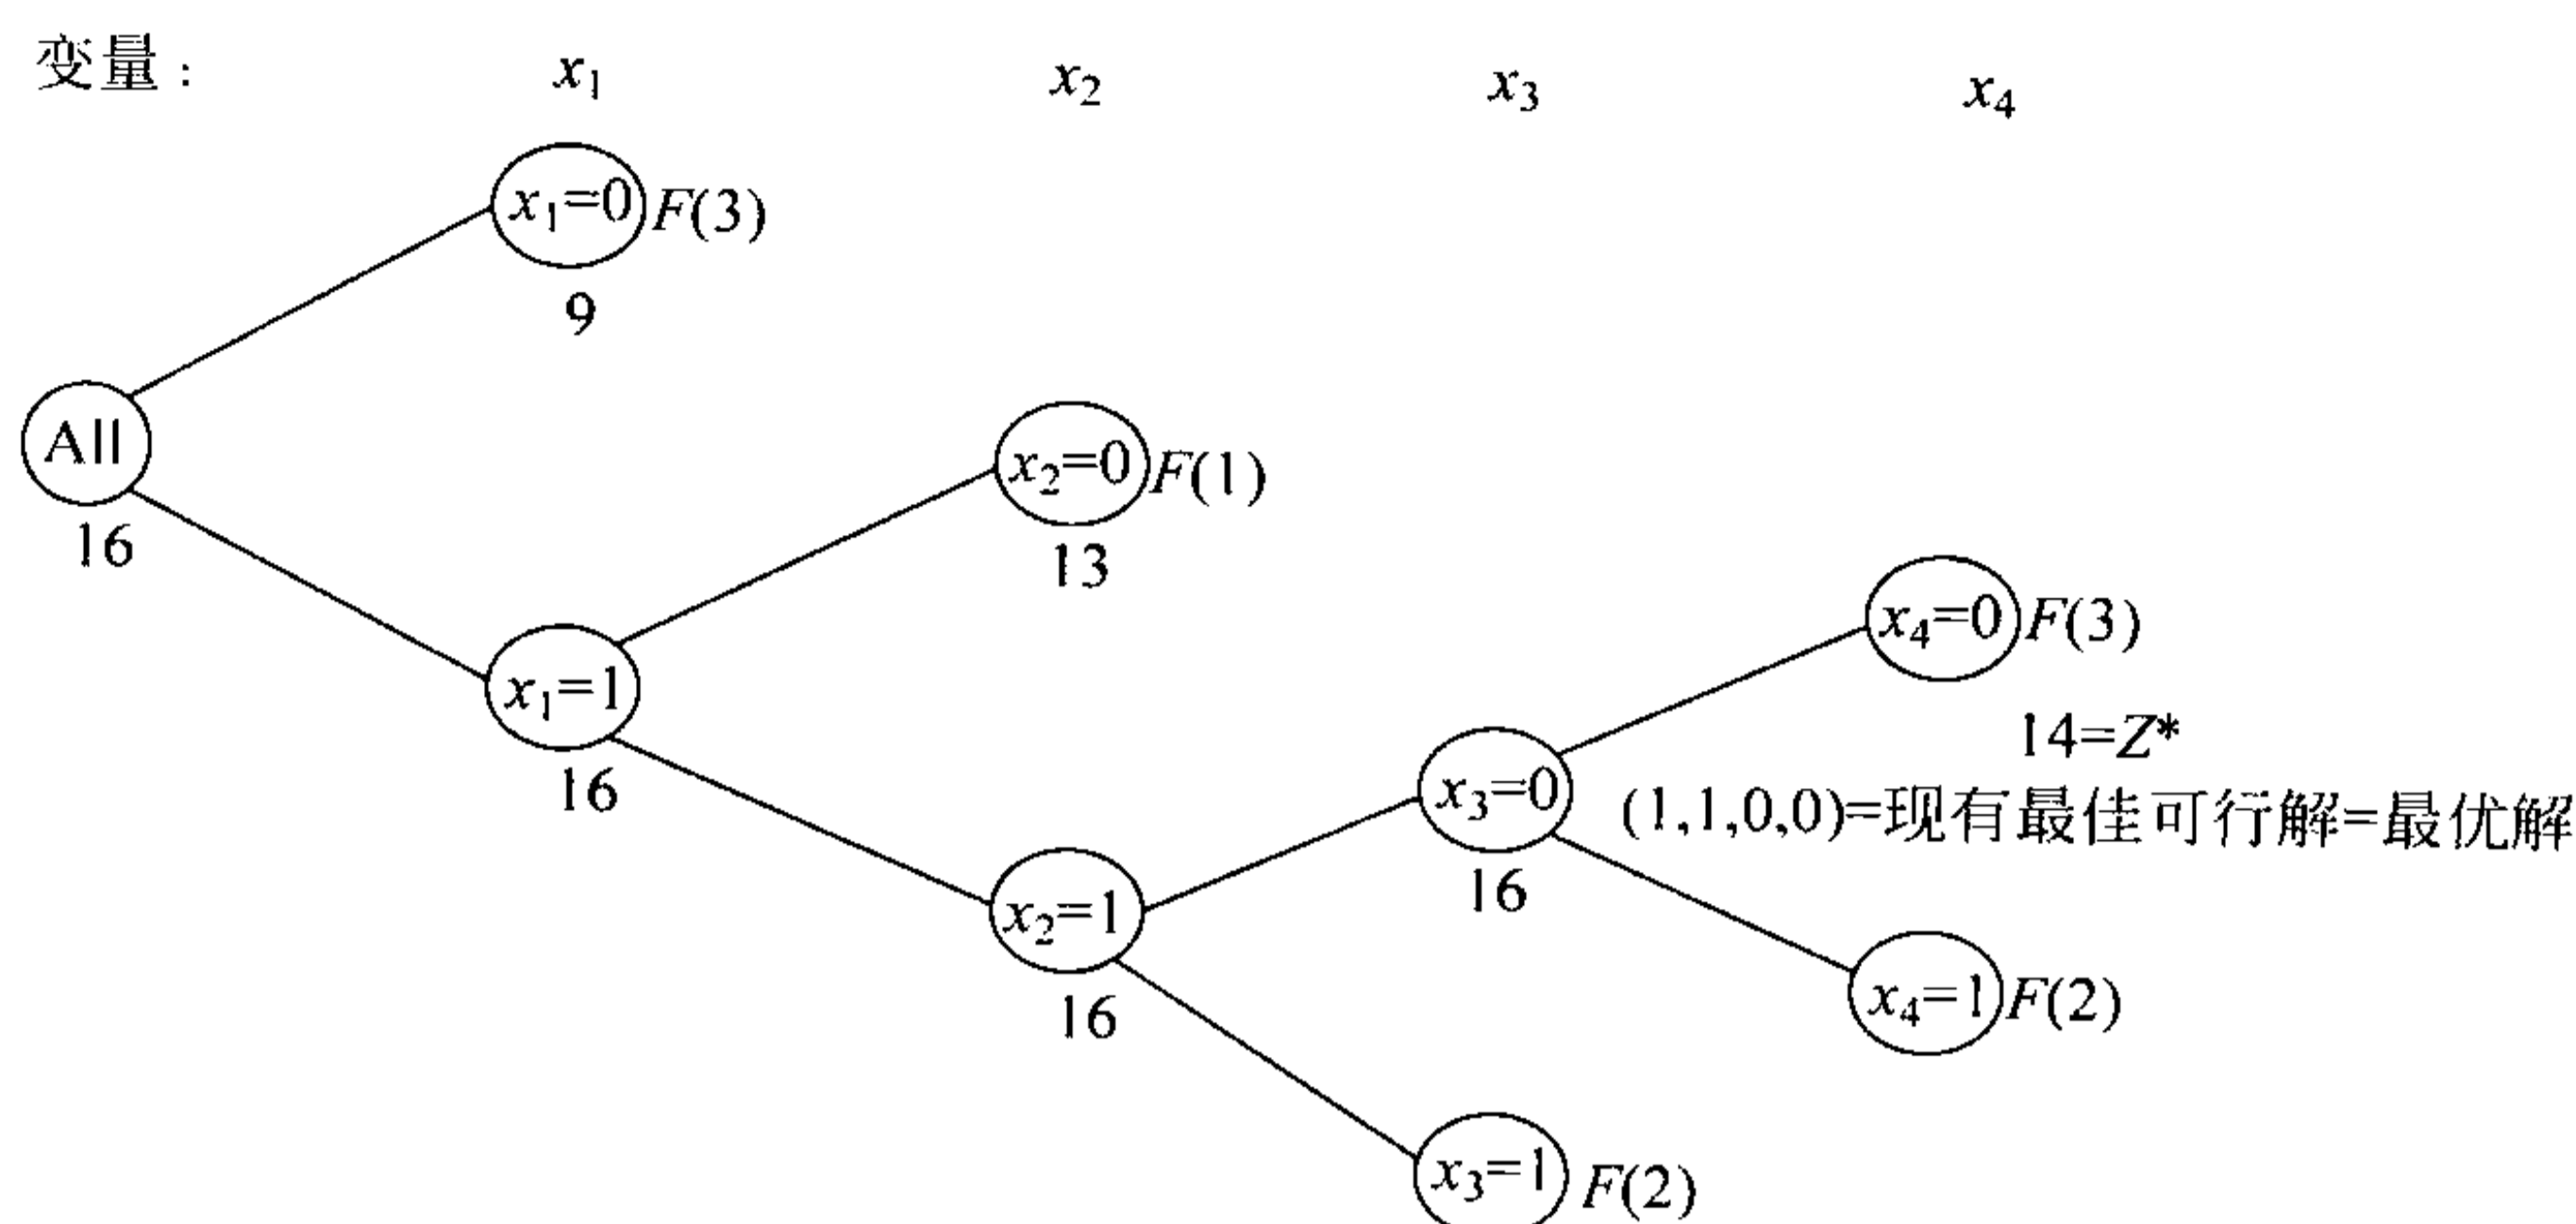 变量: x₁ x₂ x₃ x₄
x₁=0 F(3)
9
All
16
x₂=0 F(1)
13
x₄=0 F(3)
x₁=1
16
14=Z*
x₃=0
(1,1,0,0)=现有最佳可行解=最优解
16
x₂=1
16
x₄=1 F(2)
x₃=1 F(2)